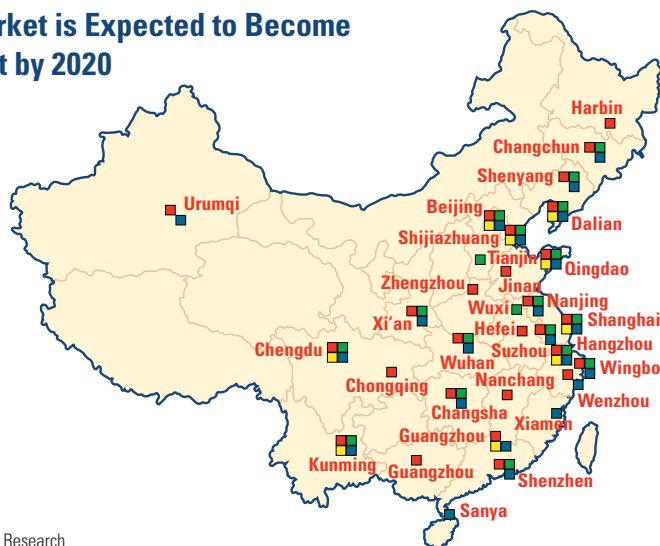 rket is Expected to Become
t by 2020
Harbin
Changchun
Shenyang
Urumqi
Beijing
Dalian
Shijiazhuang
Tianjin
Qingdao
Zhengzhou
Jinan
Wuxi
Nanjing
Xi'an
Hefei
Shanghai
Chengdu
Wuhan
Suzhou
Hangzhou
Wingbo
Chongqing
Nanchang
Wenzhou
Changsha
Xiamen
Guangzhou
Kunming
Guangzhou
Shenzhen
Sanya
Research